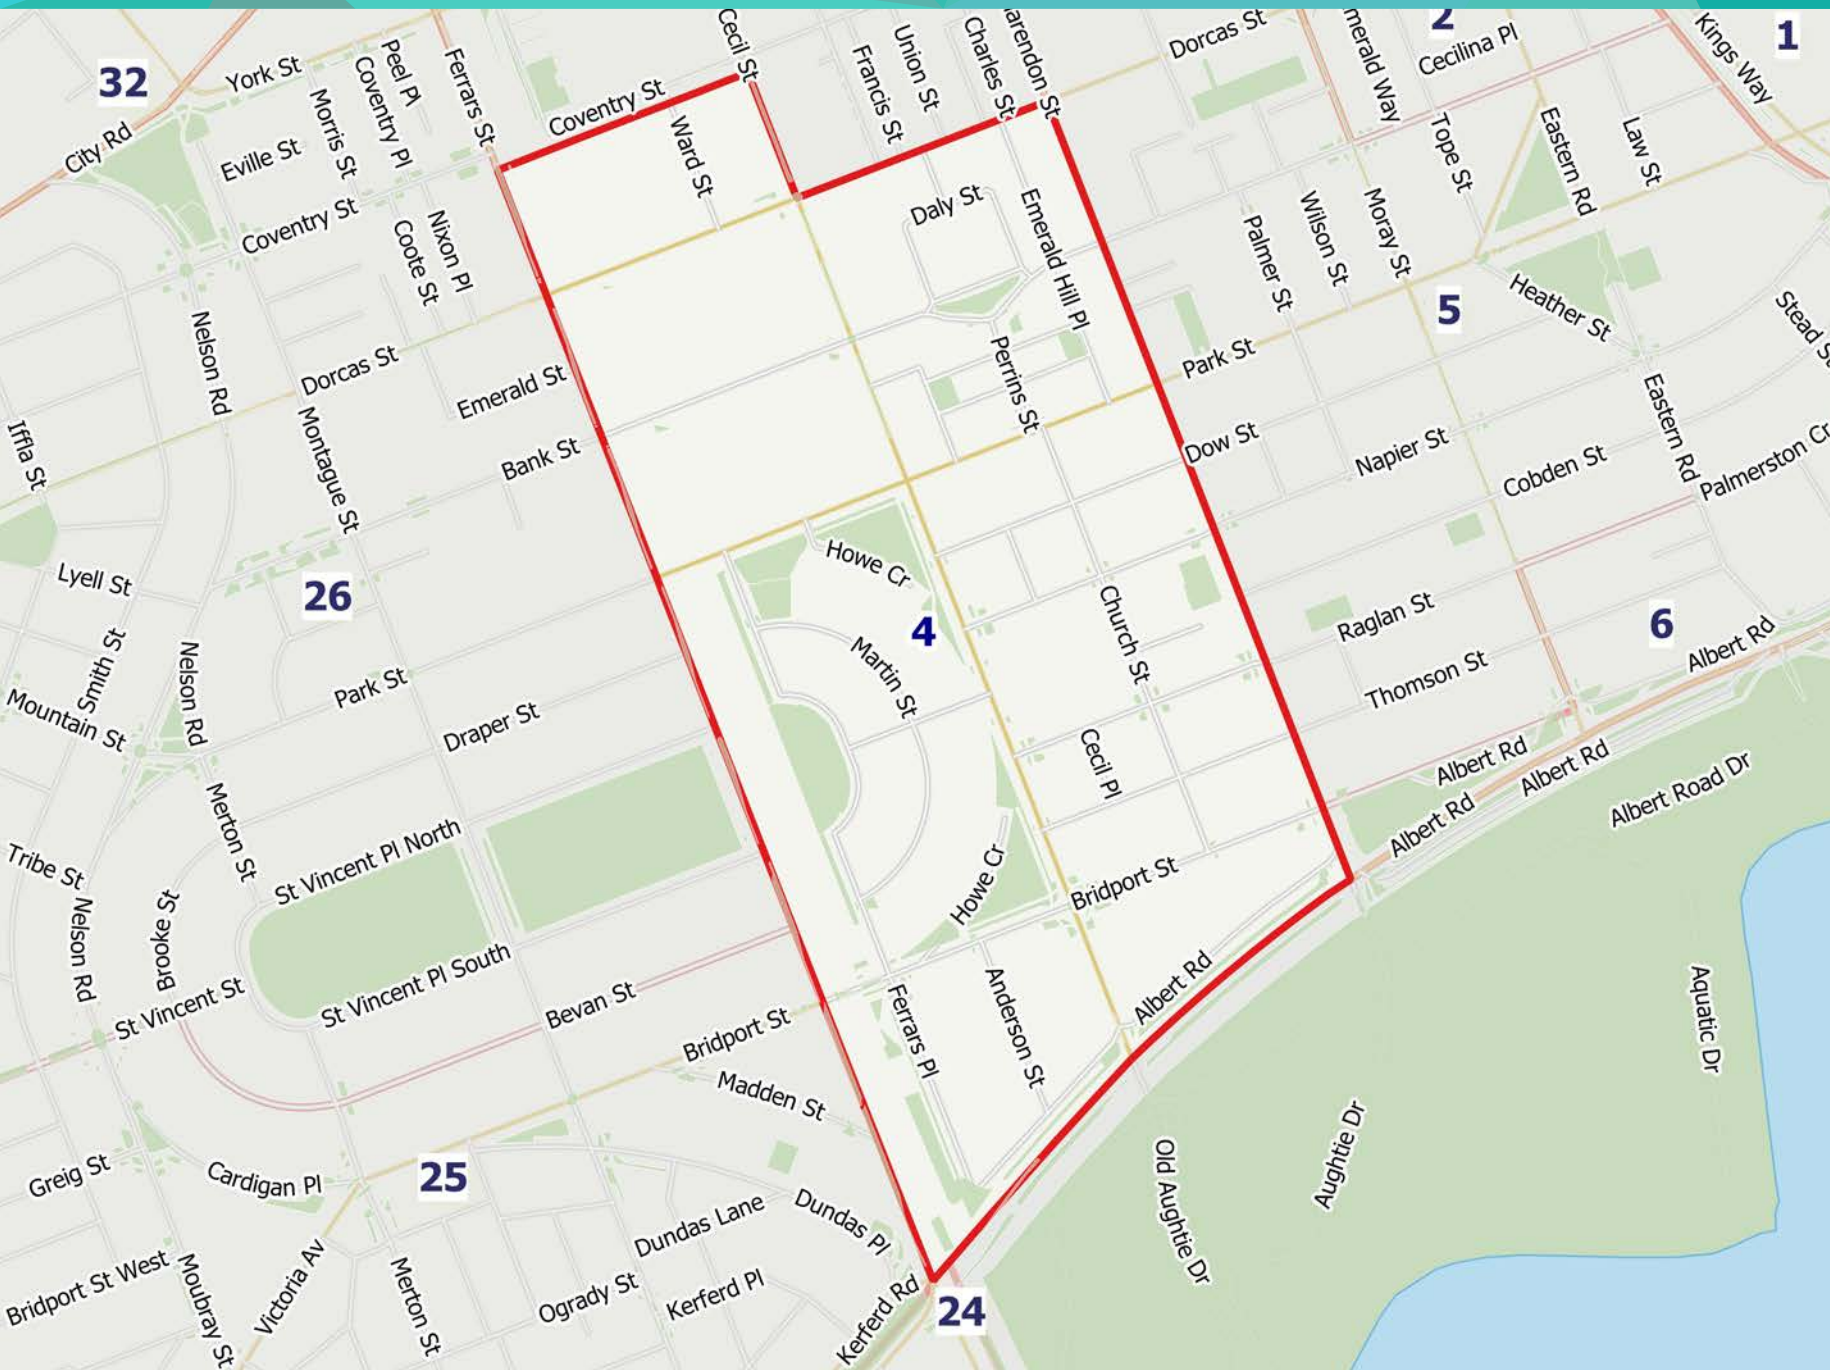 32
York St
Peel Pl
Coventry Pl
Ferrars St
Cecil St
Francis St
Union St
Charles St
arendon St
Dorcas St
merald Way
2
Cecilina Pl
Kings Way
1
City Rd
Eville St
Morris St
Coventry St
Ward St
Tope St
Eastern Rd
Law St
Coventry St
Coote St
Nixon Pl
Daly St
Emerald Hill Pl
Palmer St
Wilson St
Moray St
Heather St
Stead St
Nelson Rd
Dorcas St
Emerald St
Perrins St
Park St
5
Iffla St
Montague St
Bank St
Dow St
Napier St
Cobden St
Eastern Rd
Palmerston Cr
Lyell St
26
Howe Cr
4
Church St
Raglan St
6
Smith St
Nelson Rd
Mountain St
Park St
Draper St
Martin St
Cecil Pl
Thomson St
Albert Rd
Albert Rd
Albert Rd
Albert Rd
Albert Road Dr
Merton St
Tribe St
St Vincent Pl North
Howe Cr
Bridport St
Nelson Rd
Brooke St
St Vincent St
St Vincent Pl South
Bevan St
Bridport St
Ferrars Pl
Anderson St
Albert Rd
Aquatic Dr
Madden St
Aughtie Dr
Old Aughtie Dr
Greig St
Cardigan Pl
25
Dundas Lane
Dundas Pl
Bridport St West
Moubray St
Victoria Av
Merton St
Ogrady St
Kerferd Pl
Kerferd Rd
24